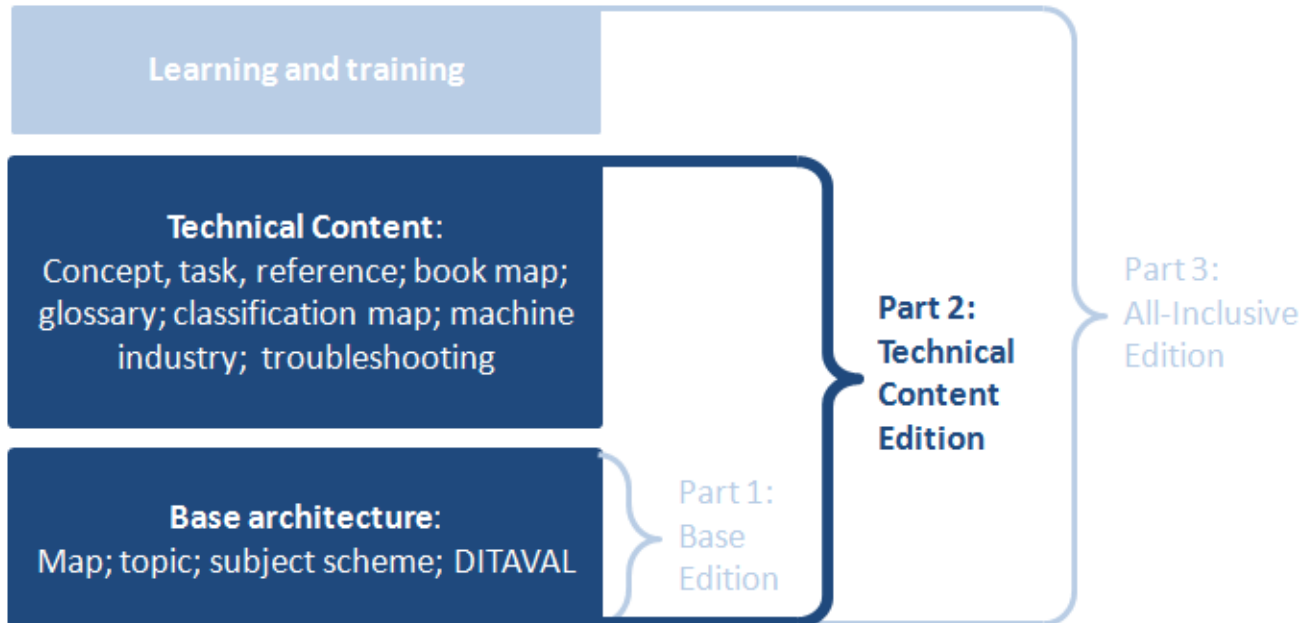 Learning and training
Technical Content:
Concept, task, reference; book map;
glossary; classification map; machine
industry; troubleshooting
Base architecture:
Map; topic; subject scheme; DITAVAL
Part 1:
Base
Edition
Part 2:
Technical
Content
Edition
Part 3:
All-Inclusive
Edition